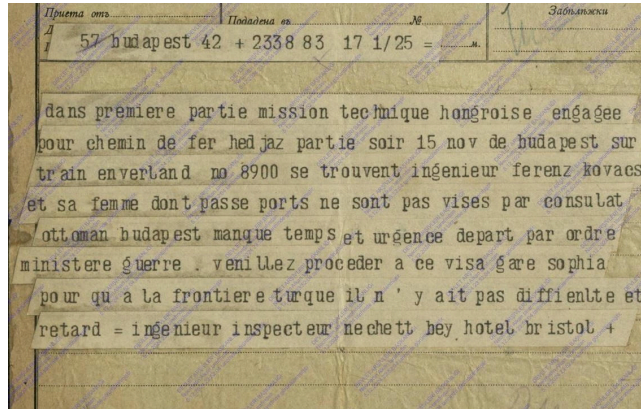 Приета отъ
Подадена въ № Забѣлѣжки
57 budapest 42 + 2338 83 17 1/25 = м.
dans premiere partie mission technique hongroise engagee
pour chemin de fer hedjaz partie soir 15 nov de budapest sur
train enverland no 8900 se trouvent ingenieur ferenz kovacs
et sa femme dont passe ports ne sont pas vises par consulat
ottoman budapest manque temps et urgence depart par ordre
ministere guerre . venillez proceder a ce visa gare sophia
pour qu a la frontiere turque il n ' y ait pas diffienlte et
retard = ingenieur inspecteur nechett bey hotel bristol +